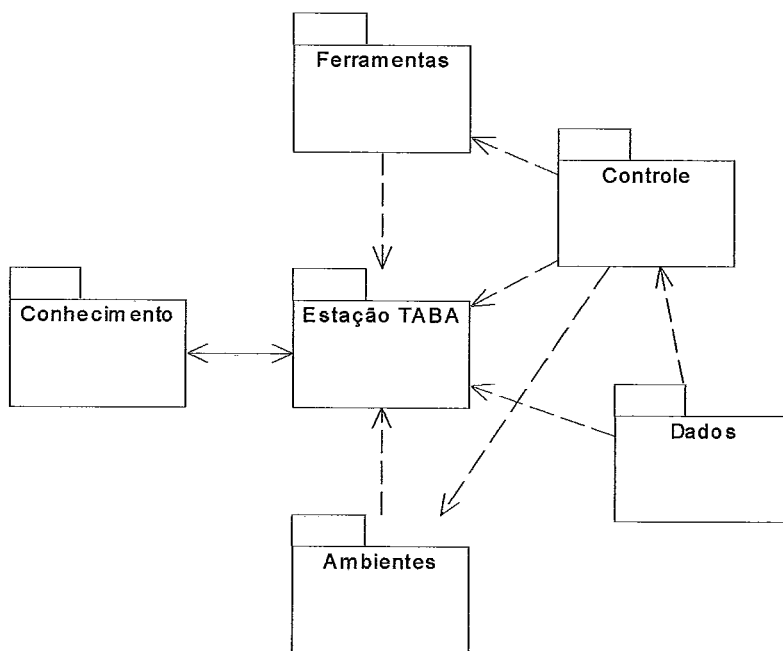 Ferramentas
Controle
Conhecimento
Estação TABA
Dados
Ambientes